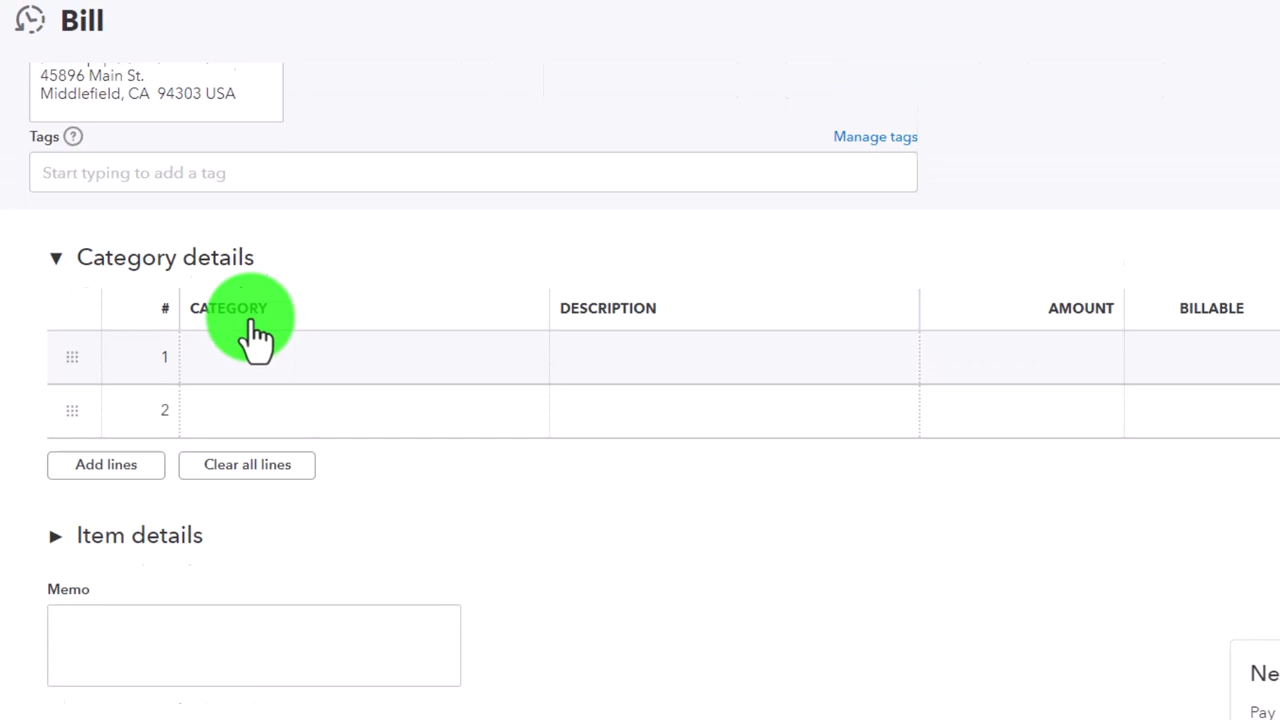 Bill
45896 Main St.
Middlefield, CA 94303 USA
Tags ? Manage tags
Start typing to add a tag
Category details
# CATEGORY DESCRIPTION AMOUNT BILLABLE
1
2
Add lines Clear all lines
Item details
Memo
Ne
Pay